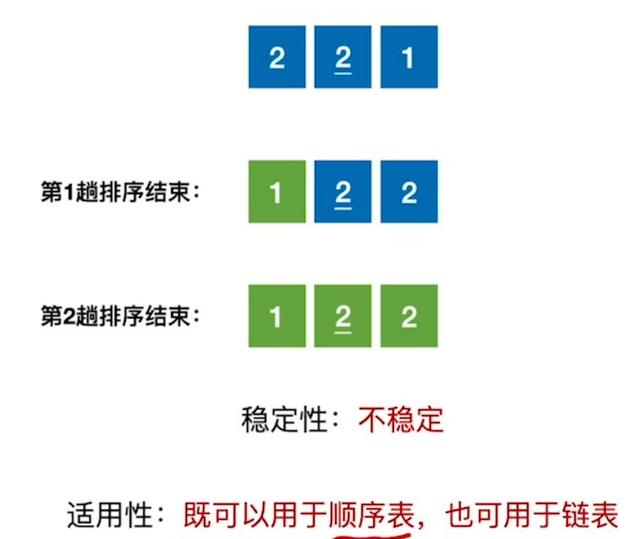 2 2 1
第1趟排序结束： 1 2 2
第2趟排序结束： 1 2 2
稳定性：不稳定
适用性：既可以用于顺序表，也可用于链表